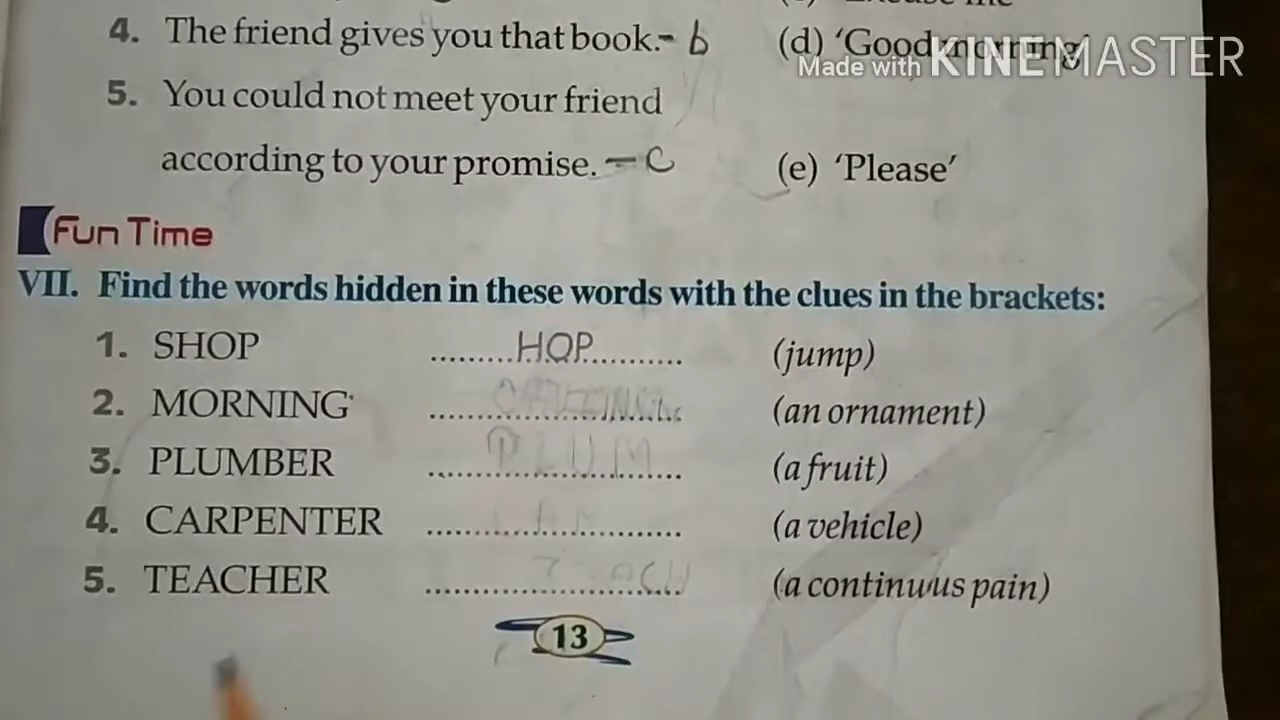 4. The friend gives you that book.- b (d) 'Good morning'
Made with KINEMASTER
5. You could not meet your friend
according to your promise. - c (e) 'Please'
Fun Time
VII. Find the words hidden in these words with the clues in the brackets:
1. SHOP ......... HOP ......... (jump)
2. MORNING ......................... (an ornament)
3. PLUMBER ......... PLUM ......... (a fruit)
4. CARPENTER ......................... (a vehicle)
5. TEACHER ......................... (a continuus pain)
13